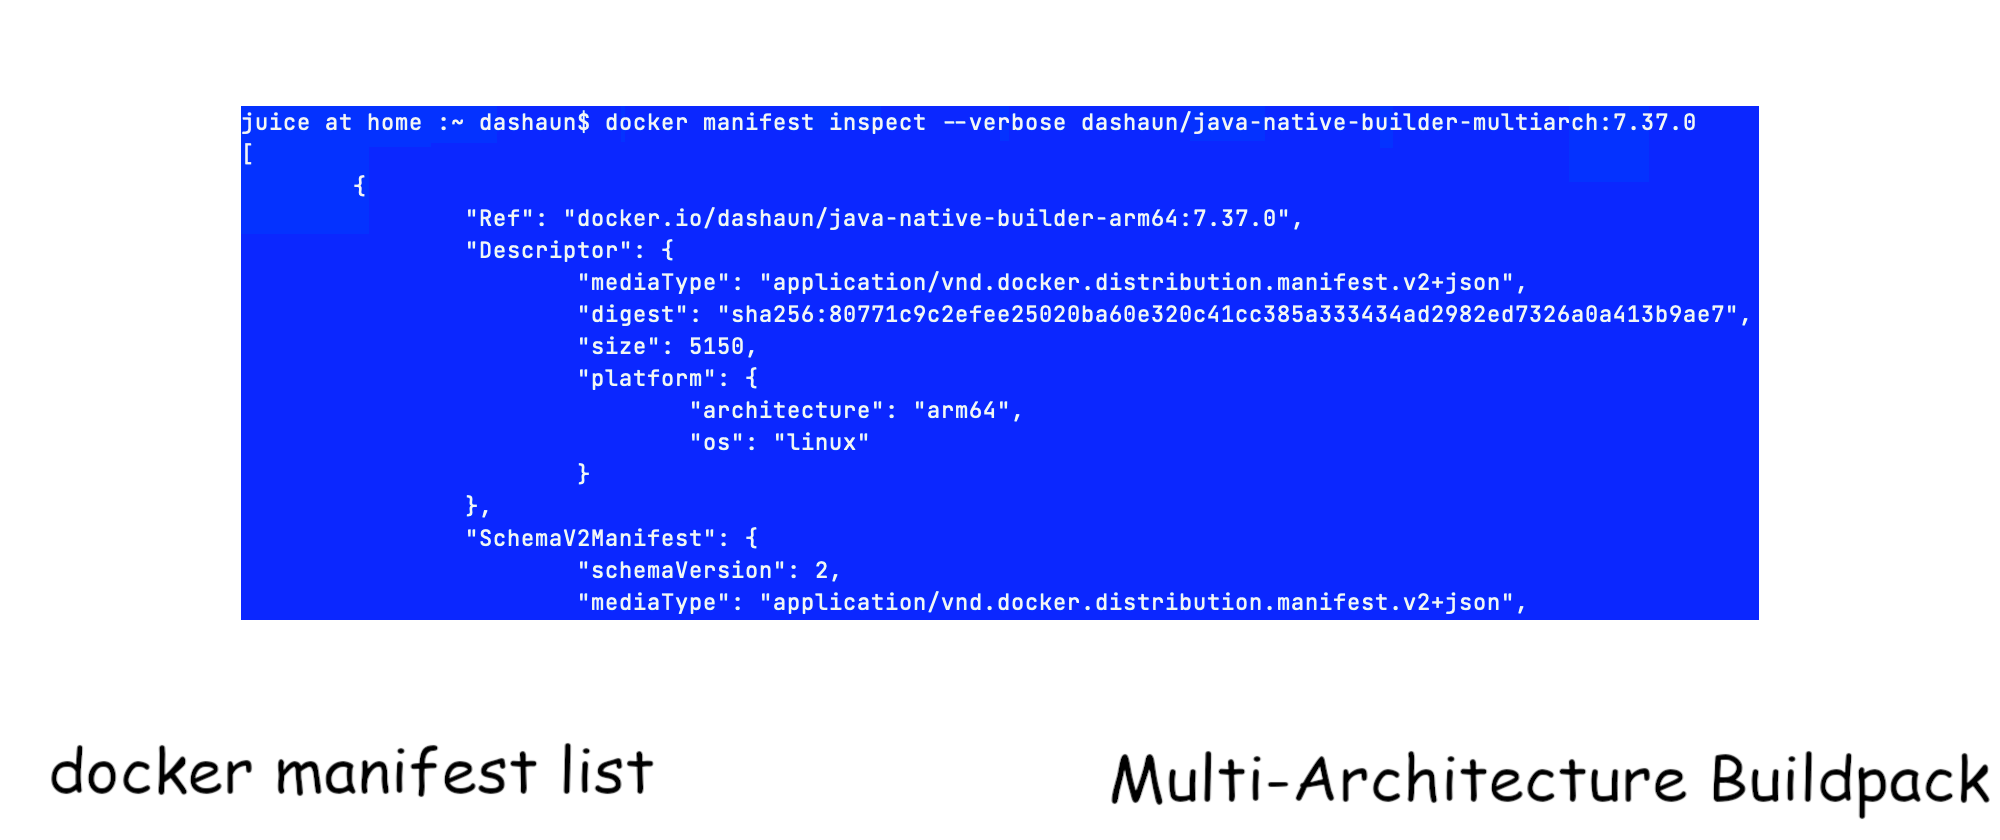 juice at home :~ dashaun$ docker manifest inspect --verbose dashaun/java-native-builder-multiarch:7.37.0
[
{
"Ref": "docker.io/dashaun/java-native-builder-arm64:7.37.0",
"Descriptor": {
"mediaType": "application/vnd.docker.distribution.manifest.v2+json",
"digest": "sha256:80771c9c2efee25020ba60e320c41cc385a333434ad2982ed7326a0a413b9ae7",
"size": 5150,
"platform": {
"architecture": "arm64",
"os": "linux"
}
},
"SchemaV2Manifest": {
"schemaVersion": 2,
"mediaType": "application/vnd.docker.distribution.manifest.v2+json",
docker manifest list
Multi-Architecture Buildpack